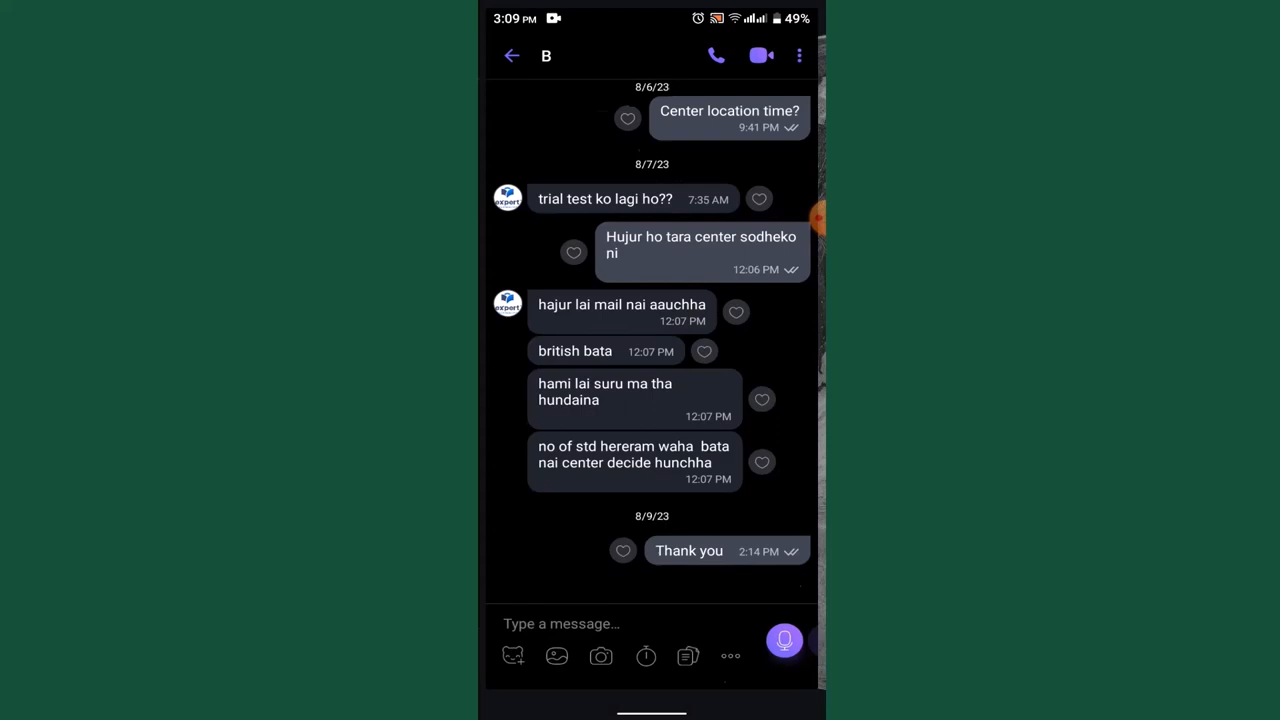 3:09 PM 49%
B
8/6/23
Center location time?
9:41 PM
8/7/23
expert
trial test ko lagi ho?? 7:35 AM
Hujur ho tara center sodheko
ni
12:06 PM
expert
hajur lai mail nai aauchha
12:07 PM
british bata 12:07 PM
hami lai suru ma tha
hundaina
12:07 PM
no of std hereram waha bata
nai center decide hunchha
12:07 PM
8/9/23
Thank you 2:14 PM
Type a message...